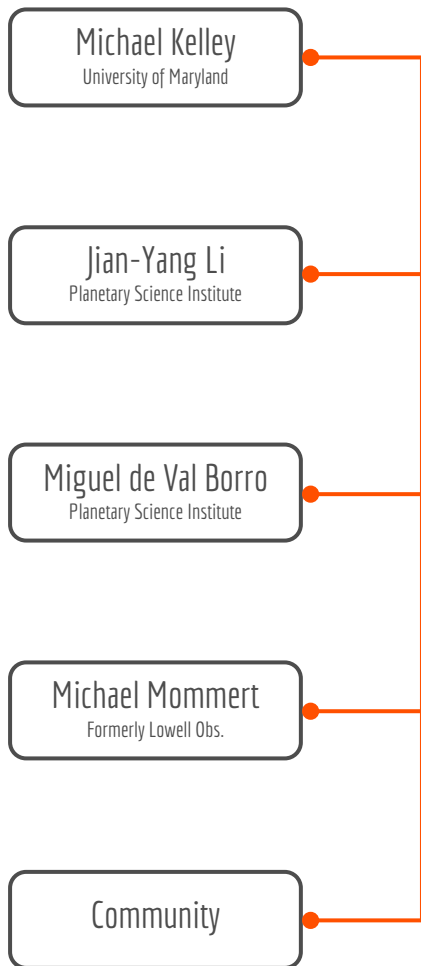 Michael Kelley
University of Maryland
Jian-Yang Li
Planetary Science Institute
Miguel de Val Borro
Planetary Science Institute
Michael Mommert
Formerly Lowell Obs.
Community